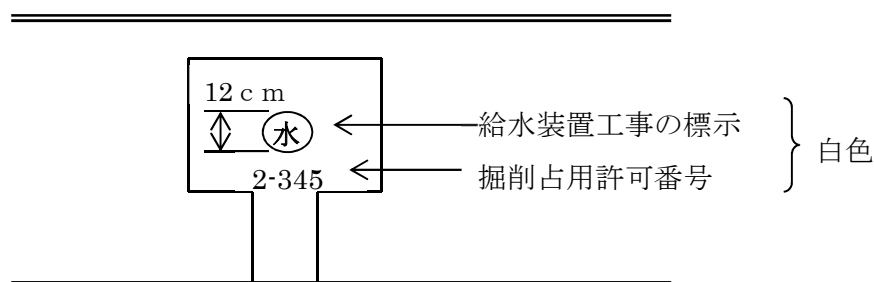 12ｃｍ
水
給水装置工事の標示
2-345
掘削占用許可番号
白色